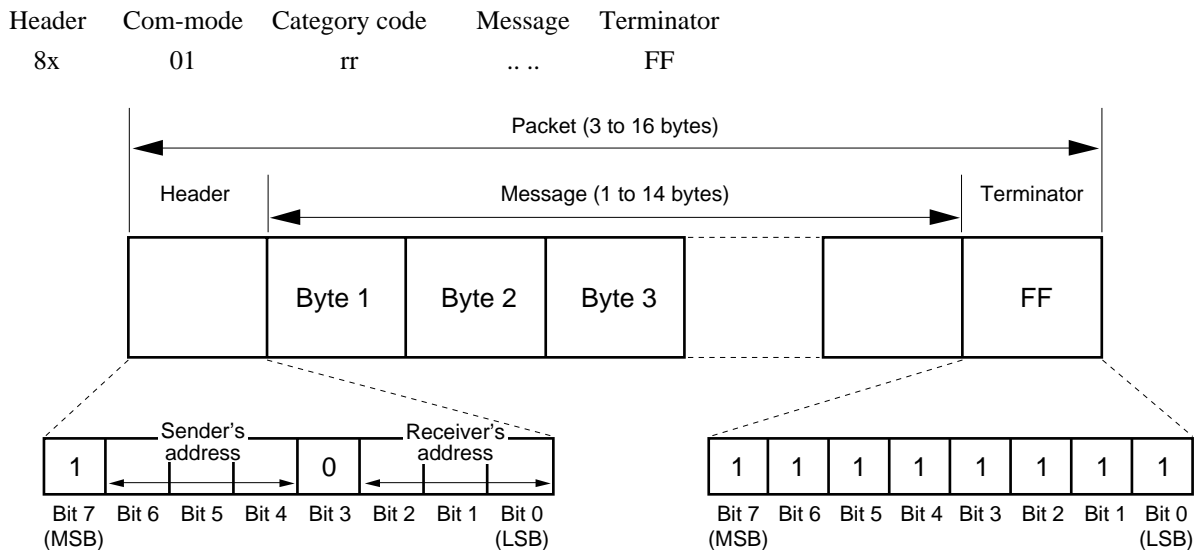 Header Com-mode Category code Message Terminator
8x 01 rr .. .. FF
Packet (3 to 16 bytes)
Header Message (1 to 14 bytes) Terminator
Byte 1 Byte 2 Byte 3 FF
Sender's address Receiver's address
1 0 1 1 1 1 1 1 1 1
Bit 7 Bit 6 Bit 5 Bit 4 Bit 3 Bit 2 Bit 1 Bit 0 Bit 7 Bit 6 Bit 5 Bit 4 Bit 3 Bit 2 Bit 1 Bit 0
(MSB) (LSB) (MSB) (LSB)